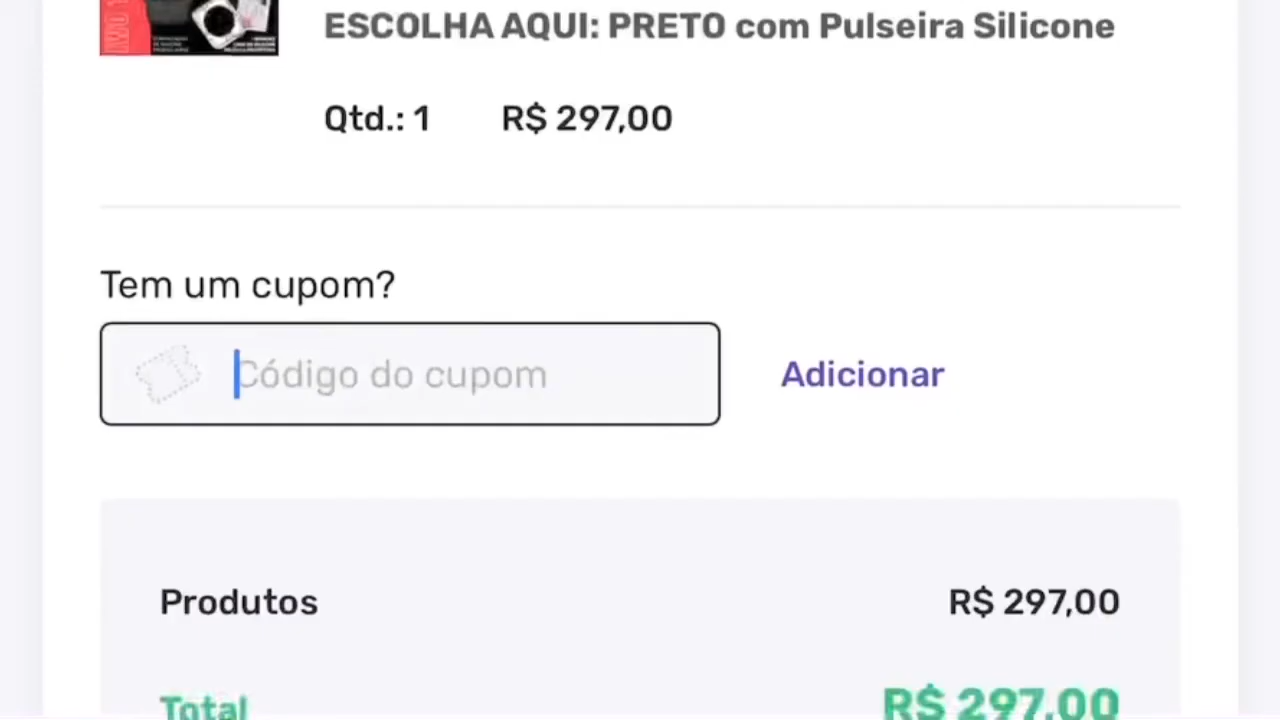 ESCOLHA AQUI: PRETO com Pulseira Silicone
Qtd.: 1 R$ 297,00
Tem um cupom?
Código do cupom
Adicionar
Produtos R$ 297,00
Total R$ 297,00